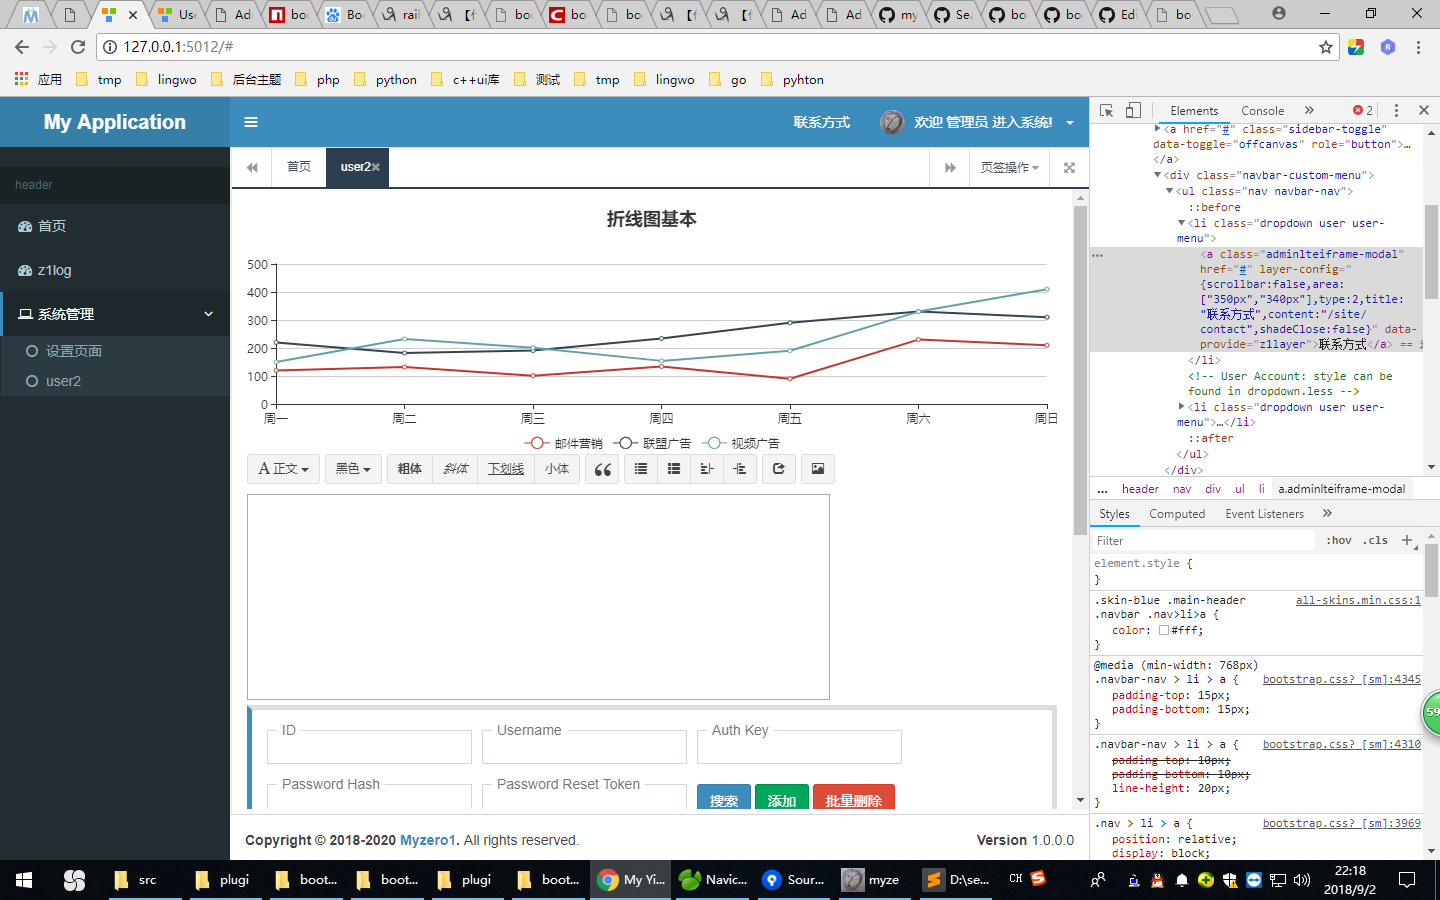 Use
Ad
boo
Boo
rail
【f
boo
boo
bo
【f
【f
Ad
Ad
my
Sec
boo
bo
Edi
bo
127.0.0.1:5012/#
应用 tmp lingwo 后台主题 php python c++ui库 测试 tmp lingwo go pyhton
My Application
联系方式 欢迎 管理员 进入系统!
首页 user2 页签操作
header
首页
z1log
系统管理
设置页面
user2
折线图基本
500
400
300
200
100
0
周一 周二 周三 周四 周五 周六 周日
邮件营销 联盟广告 视频广告
A 正文 黑色 粗体 斜体 下划线 小体
ID Username Auth Key
Password Hash Password Reset Token
搜索 添加 批量删除
Copyright © 2018-2020 Myzero1. All rights reserved.
Version 1.0.0.0
Elements Console » 2
<a href="#" class="sidebar-toggle"
data-toggle="offcanvas" role="button">…
</a>
<div class="navbar-custom-menu">
<ul class="nav navbar-nav">
::before
<li class="dropdown user user-
menu">
<a class="adminlteiframe-modal"
href="#" layer-config="
{scrollbar:false,area:
["350px","340px"],type:2,title:
"联系方式",content:"/site/
contact",shadeClose:false}" data-
provide="z1layer">联系方式</a> ==
</li>
<!-- User Account: style can be
found in dropdown.less -->
<li class="dropdown user user-
menu">…</li>
::after
</ul>
</div>
... header nav div ul li a.adminlteiframe-modal
Styles Computed Event Listeners »
Filter :hov .cls +
element.style {
}
.skin-blue .main-header all-skins.min.css:1
.navbar .nav>li>a {
color: #fff;
}
@media (min-width: 768px)
.navbar-nav > li > a { bootstrap.css?_[sm]:4345
padding-top: 15px;
padding-bottom: 15px;
}
.navbar-nav > li > a { bootstrap.css?_[sm]:4310
padding-top: 10px;
padding-bottom: 10px;
line-height: 20px;
}
.nav > li > a { bootstrap.css?_[sm]:3969
position: relative;
display: block;
59
src plugi boot... boot... plugi boot... My Yi... Navic... Sour... myze D:\se... CH
22:18
2018/9/2